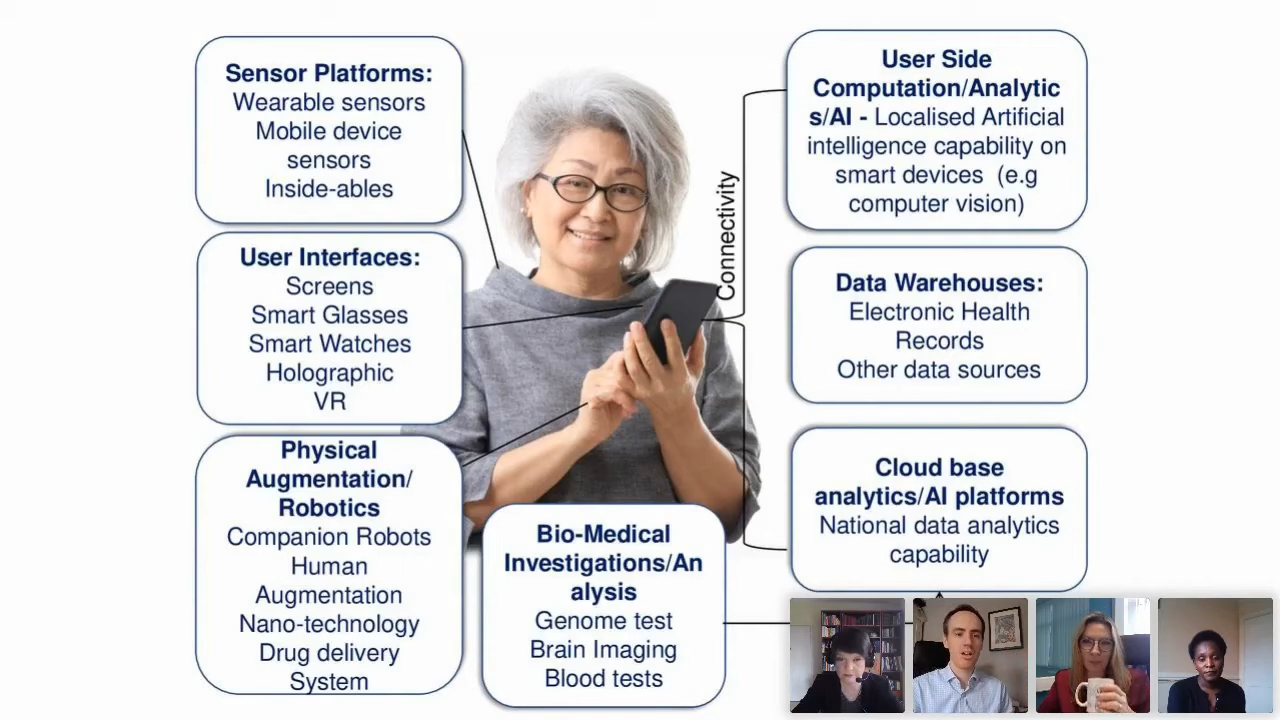 Sensor Platforms:
Wearable sensors
Mobile device
sensors
Inside-ables
User Interfaces:
Screens
Smart Glasses
Smart Watches
Holographic
VR
Physical
Augmentation/
Robotics
Companion Robots
Human
Augmentation
Nano-technology
Drug delivery
System
Bio-Medical
Investigations/An
alysis
Genome test
Brain Imaging
Blood tests
Connectivity
User Side
Computation/Analytic
s/AI - Localised Artificial
intelligence capability on
smart devices (e.g
computer vision)
Data Warehouses:
Electronic Health
Records
Other data sources
Cloud base
analytics/AI platforms
National data analytics
capability